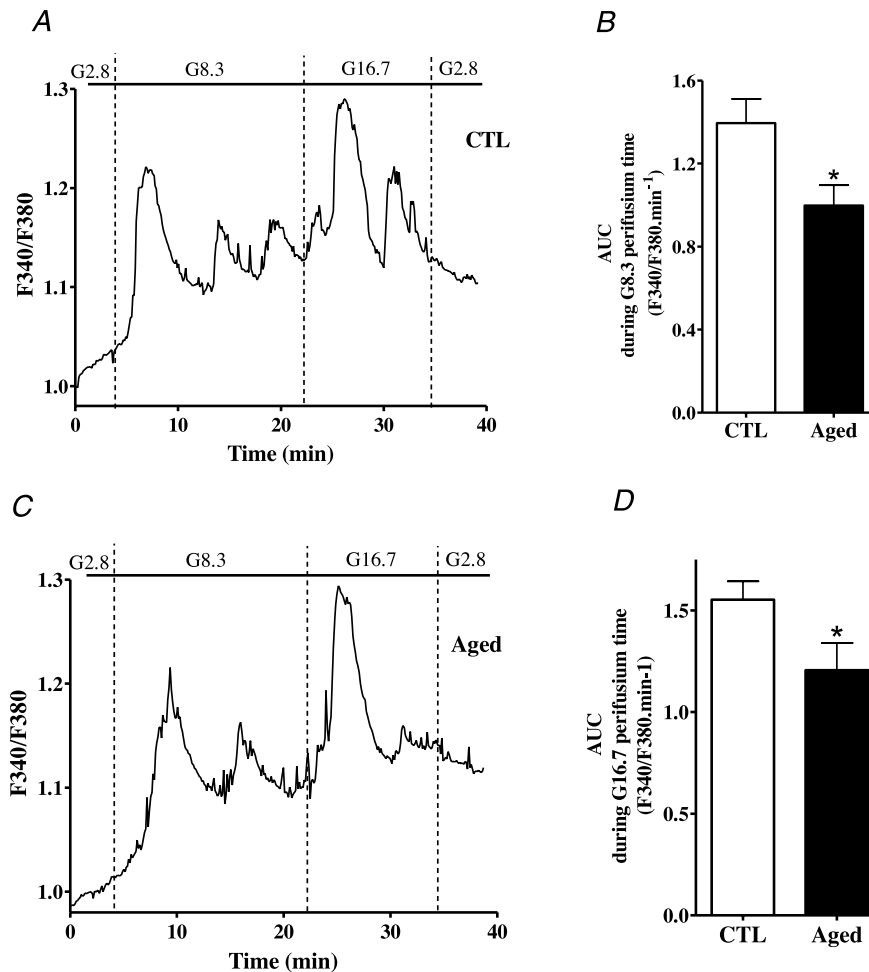 A
G2.8 G8.3 G16.7 G2.8
1.3
1.2
1.1
1.0
F340/F380
CTL
0 10 20 30 40
Time (min)
B
1.6
1.4
1.0
0.4
0.0
AUC
during G8.3 perifusium time
(F340/F380.min-1)
*
CTL Aged
C
G2.8 G8.3 G16.7 G2.8
1.3
1.2
1.1
1.0
F340/F380
Aged
0 10 20 30 40
Time (min)
D
1.5
1.0
0.5
0.0
AUC
during G16.7 perifusium time
(F340/F380.min-1)
*
CTL Aged